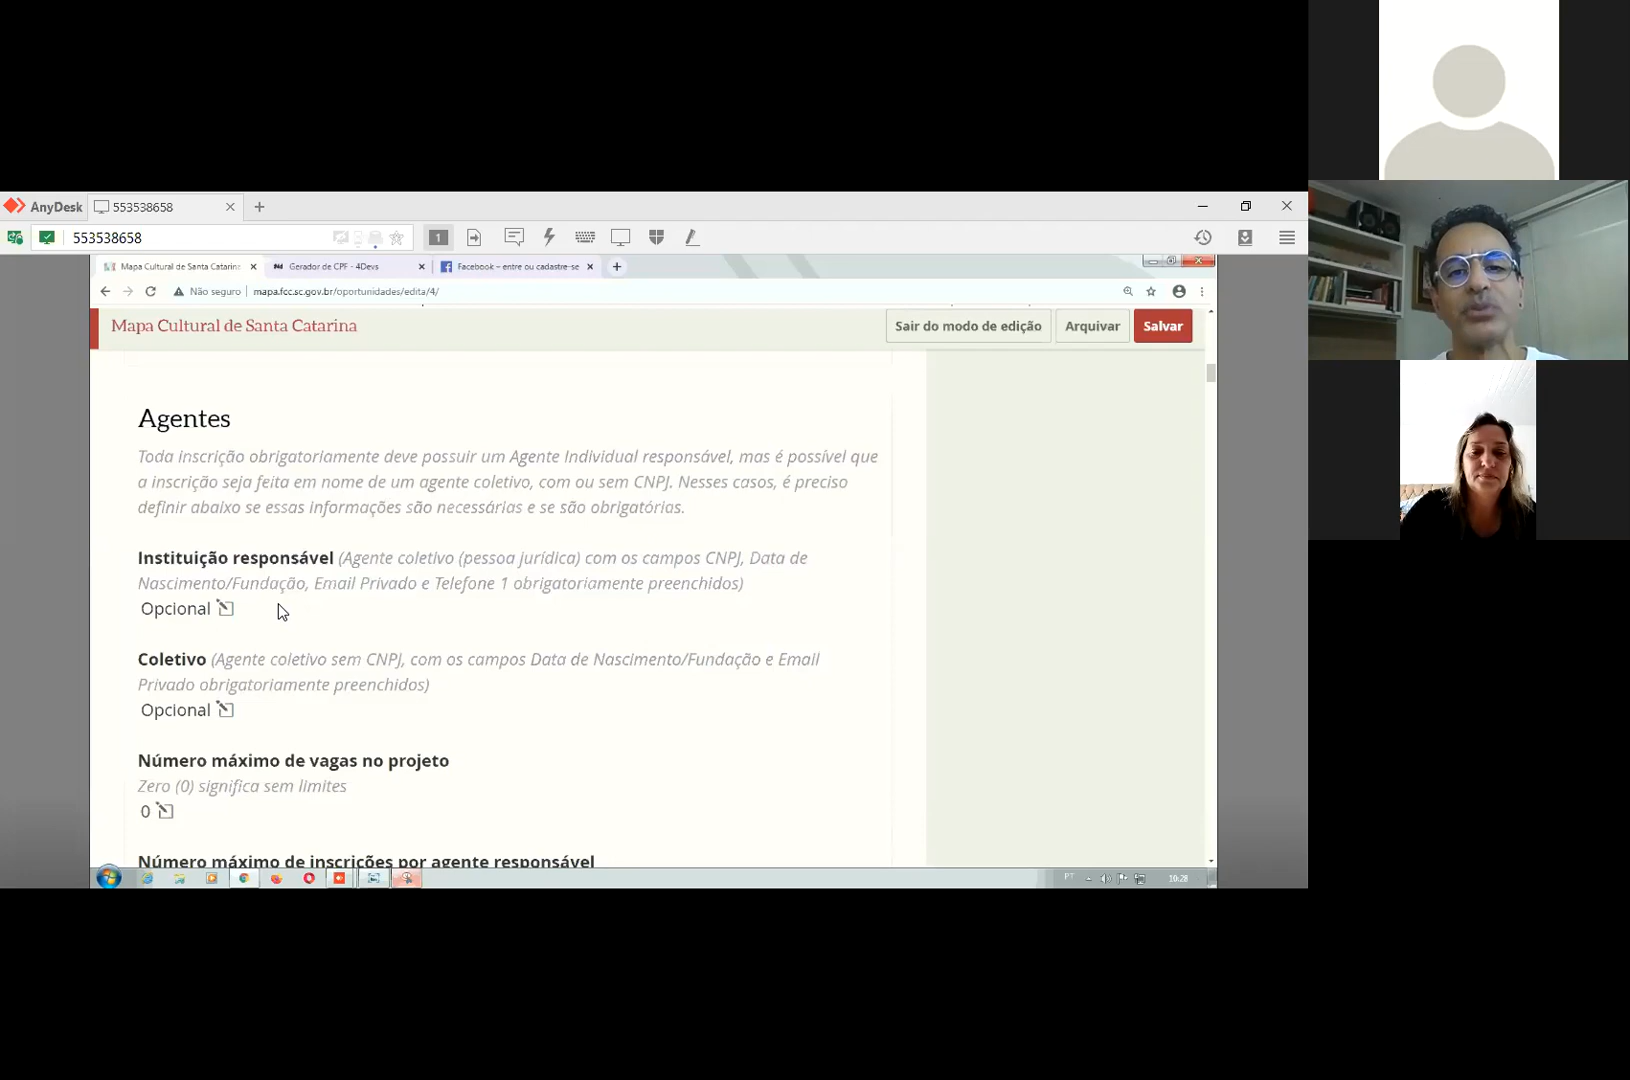 AnyDesk
553538658
553538658
1
Mapa Cultural de Santa Catarina
Gerador de CPF - 4Devs
Facebook – entre ou cadastre-se
Não seguro
mapa.fcc.sc.gov.br/oportunidades/edita/4/
Mapa Cultural de Santa Catarina
Sair do modo de edição
Arquivar
Salvar
Agentes
Toda inscrição obrigatoriamente deve possuir um Agente Individual responsável, mas é possível que
a inscrição seja feita em nome de um agente coletivo, com ou sem CNPJ. Nesses casos, é preciso
definir abaixo se essas informações são necessárias e se são obrigatórias.
Instituição responsável (Agente coletivo (pessoa jurídica) com os campos CNPJ, Data de
Nascimento/Fundação, Email Privado e Telefone 1 obrigatoriamente preenchidos)
Opcional
Coletivo (Agente coletivo sem CNPJ, com os campos Data de Nascimento/Fundação e Email
Privado obrigatoriamente preenchidos)
Opcional
Número máximo de vagas no projeto
Zero (0) significa sem limites
0
Número máximo de inscrições por agente responsável
PT